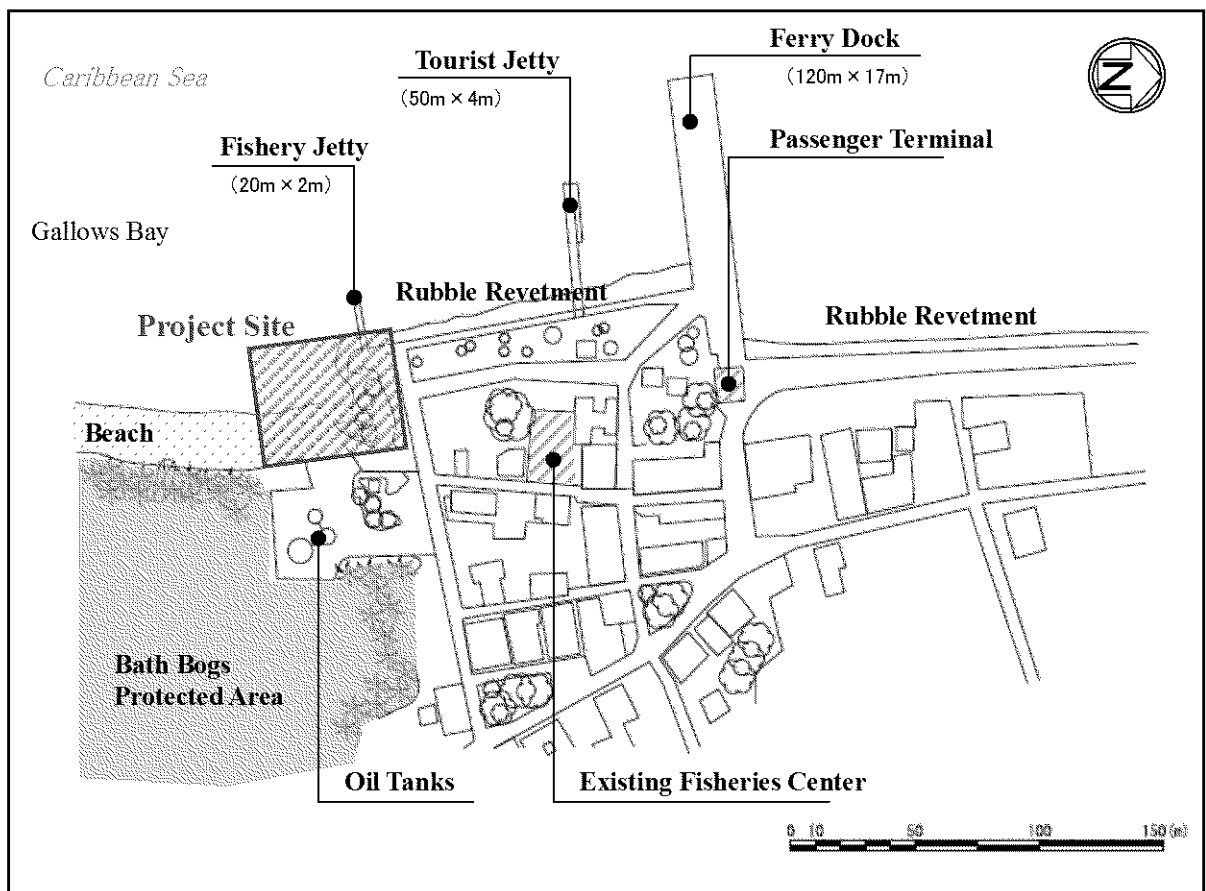 Caribbean Sea
Ferry Dock
(120m × 17m)
Tourist Jetty
(50m × 4m)
N
Passenger Terminal
Fishery Jetty
(20m × 2m)
Gallows Bay
Rubble Revetment
Project Site
Rubble Revetment
Beach
Bath Bogs
Protected Area
Oil Tanks
Existing Fisheries Center
0 10 50 100 150(m)